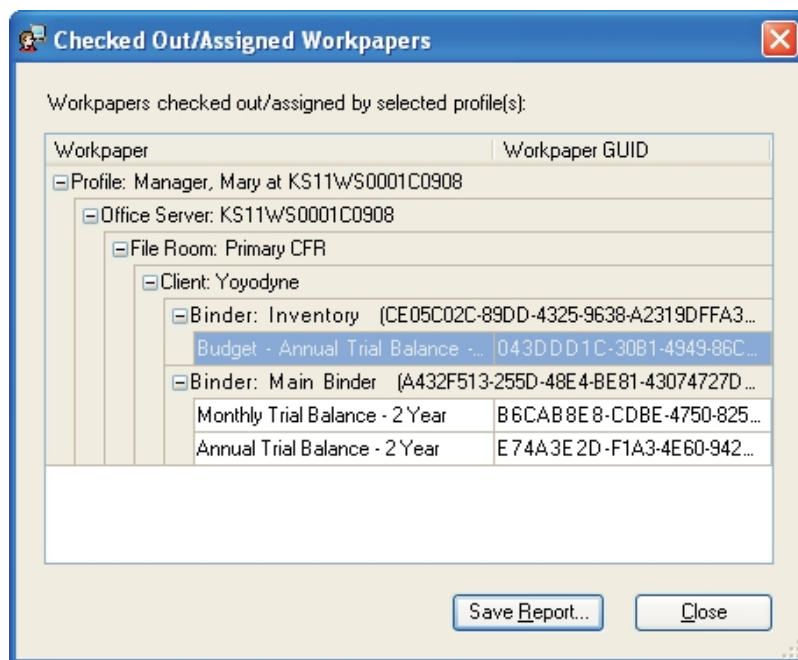 Checked Out/Assigned Workpapers
Workpapers checked out/assigned by selected profile(s):
Workpaper Workpaper GUID
Profile: Manager, Mary at KS11WS0001C0908
Office Server: KS11WS0001C0908
File Room: Primary CFR
Client: Yoyodyne
Binder: Inventory (CE05C02C-89DD-4325-9638-A2319DFFA3...
Budget - Annual Trial Balance -... 043DDD1C-30B1-4949-86C...
Binder: Main Binder (A432F513-255D-48E4-BE81-43074727D...
Monthly Trial Balance - 2 Year B6CAB8E8-CDBE-4750-825...
Annual Trial Balance - 2 Year E74A3E2D-F1A3-4E60-942...
Save Report... Close